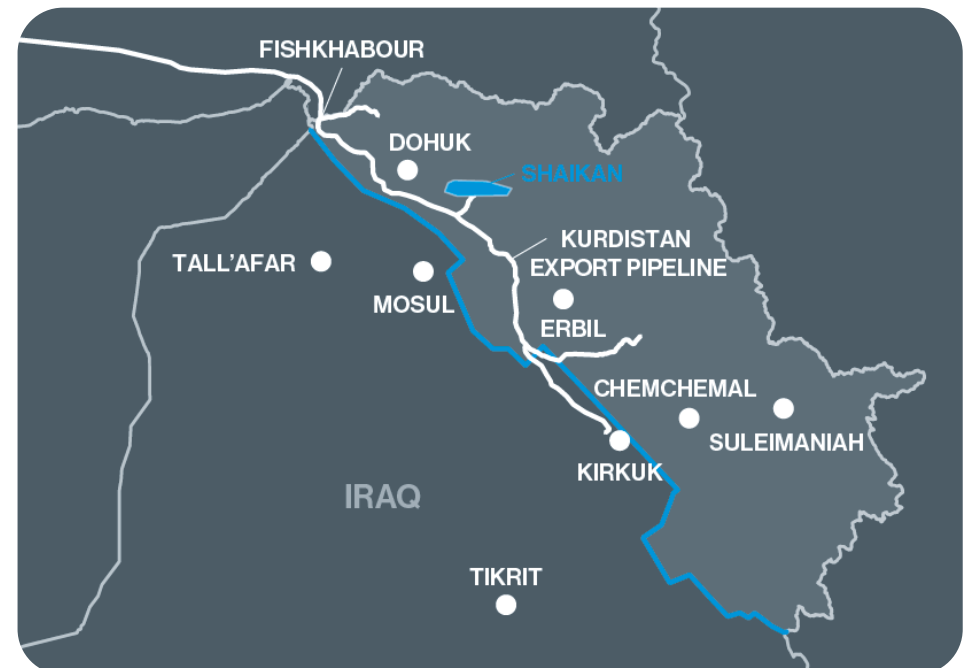 FISHKHABOUR
DOHUK
SHAIKAN
KURDISTAN
EXPORT PIPELINE
TALL'AFAR
MOSUL
ERBIL
CHEMCHEMAL
SULEIMANIAH
KIRKUK
IRAQ
TIKRIT